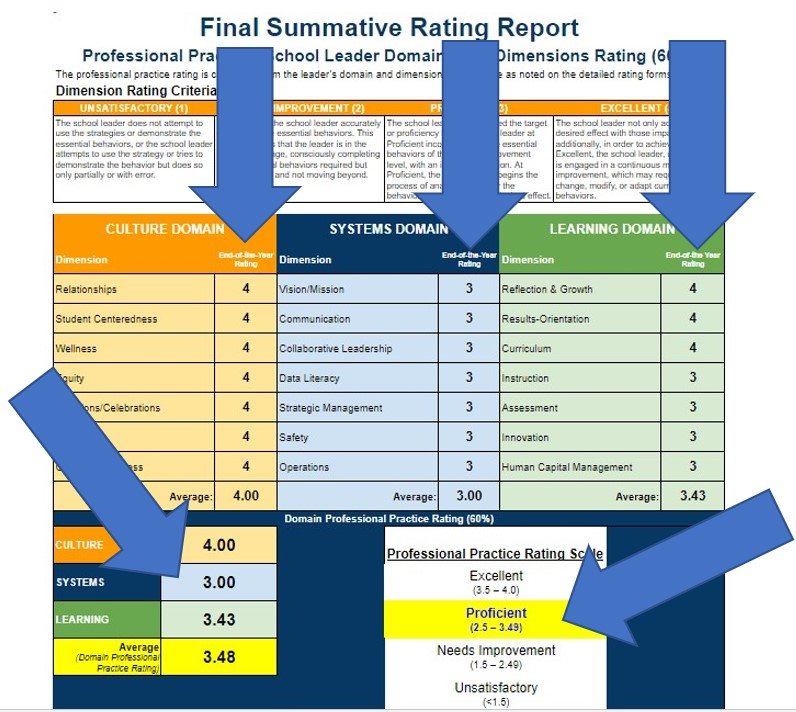 Final Summative Rating Report
Professional Prac School Leader Domain Dimensions Rating (6
The professional practice rating is c m the leader's domain and dimension e as noted on the detailed rating forms
Dimension Rating Criteria
UNSATISFACTORY (1) IMPROVEMENT (2) PR 3) EXCELLENT (
The school leader does not attempt to
use the strategies or demonstrate the
essential behaviors, or the school leader
attempts to use the strategy or tries to
demonstrate the behavior but does so
only partially or with error.
he school leader accurately
essential behaviors. This
s that the leader is in the
ge, consciously completing
l behaviors required but
and not moving beyond.
The school lea ed the target
or proficiency leader at
Proficient inco essential
behaviors of th ovement
level, with an i on. At
Proficient, the egins the
process of ana r the
behavio effect.
The school leader not only ac
desired effect with those impa
additionally, in order to achiev
Excellent, the school leader,
is engaged in a continuous m
improvement, which may req
change, modify, or adapt curr
behaviors.
CULTURE DOMAIN SYSTEMS DOMAIN LEARNING DOMAIN
Dimension End-of-the-Year Rating Dimension End-of-the-Year Rating Dimension End-of-the Year Rating
Relationships 4 Vision/Mission 3 Reflection & Growth 4
Student Centeredness 4 Communication 3 Results-Orientation 4
Wellness 4 Collaborative Leadership 3 Curriculum 4
quity 4 Data Literacy 3 Instruction 3
ons/Celebrations 4 Strategic Management 3 Assessment 3
4 Safety 3 Innovation 3
ss 4 Operations 3 Human Capital Management 3
Average: 4.00 Average: 3.00 Average: 3.43
Domain Professional Practice Rating (60%)
CULTURE 4.00
SYSTEMS 3.00
LEARNING 3.43
Average
(Domain Professional
Practice Rating)
3.48
Professional Practice Rating Scale
Excellent
(3.5 – 4.0)
Proficient
(2.5 – 3.49)
Needs Improvement
(1.5 – 2.49)
Unsatisfactory
(<1.5)